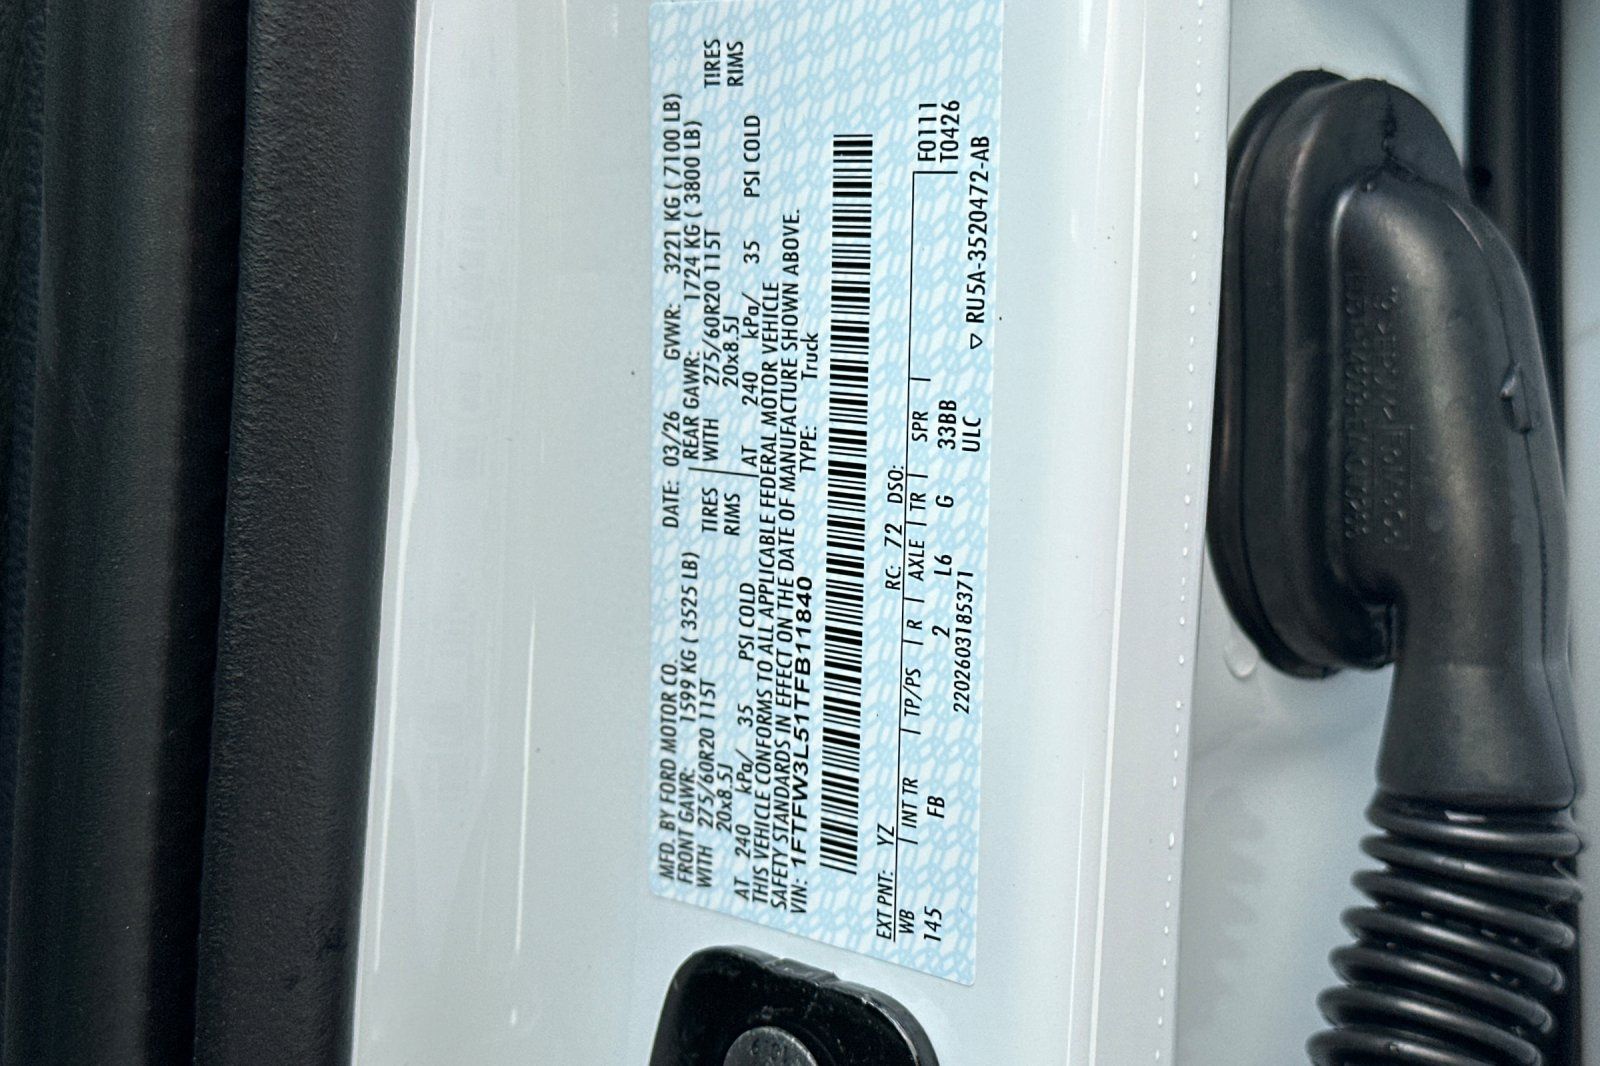 MFD. BY FORD MOTOR CO. DATE: 03/26 GVWR: 3221 KG ( 7100 LB)
FRONT GAWR: 1599 KG ( 3525 LB) REAR GAWR: 1724 KG ( 3800 LB)
WITH 275/60R20 115T TIRES WITH 275/60R20 115T TIRES
20x8.5J RIMS 20x8.5J RIMS
AT 240 kPa/ 35 PSI COLD AT 240 kPa/ 35 PSI COLD
THIS VEHICLE CONFORMS TO ALL APPLICABLE FEDERAL MOTOR VEHICLE
SAFETY STANDARDS IN EFFECT ON THE DATE OF MANUFACTURE SHOWN ABOVE.
VIN: 1FTFW3L51TFB11840 TYPE: Truck
EXT PNT: YZ RC: 72 DSO: F0111
WB INT TR TP/PS R AXLE TR SPR T0426
145 FB 2 L6 G 33BB
2202603185371 ULC ▽ RU5A-3520472-AB